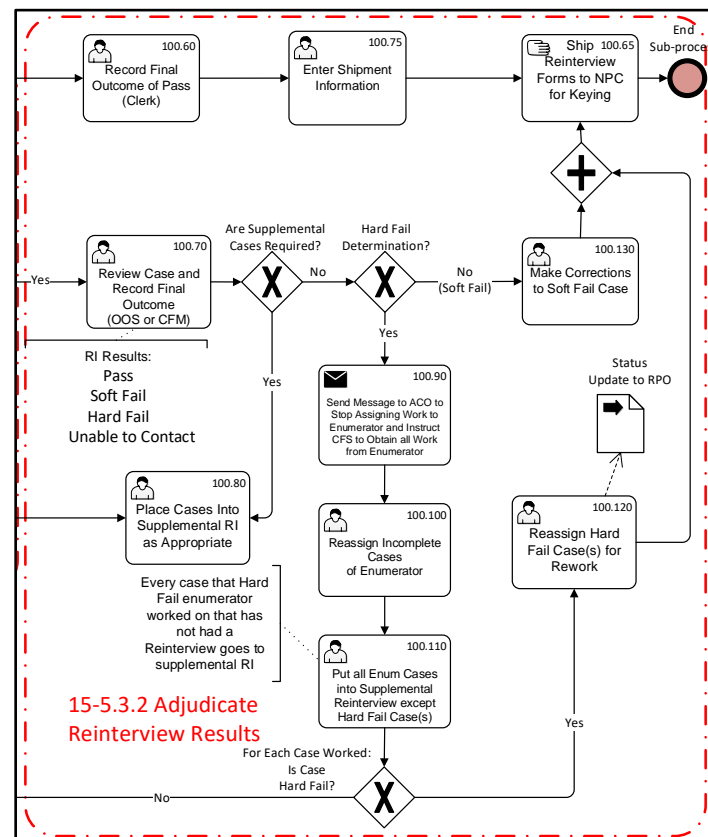 100.60
Record Final
Outcome of Pass
(Clerk)
100.75
Enter Shipment
Information
100.65
Ship
Reinterview
Forms to NPC
for Keying
End
Sub-proce
Are Supplemental
Cases Required?
Hard Fail
Determination?
Yes
100.70
Review Case and
Record Final
Outcome
(OOS or CFM)
No
No
(Soft Fail)
100.130
Make Corrections
to Soft Fail Case
RI Results:
Pass
Soft Fail
Hard Fail
Unable to Contact
Yes
Yes
100.90
Send Message to ACO to
Stop Assigning Work to
Enumerator and Instruct
CFS to Obtain all Work
from Enumerator
Status
Update to RPO
100.80
Place Cases Into
Supplemental RI
as Appropriate
100.100
Reassign Incomplete
Cases
of Enumerator
100.120
Reassign Hard
Fail Case(s) for
Rework
Every case that Hard
Fail enumerator
worked on that has
not had a
Reinterview goes to
supplemental RI
100.110
Put all Enum Cases
into Supplemental
Reinterview except
Hard Fail Case(s)
15-5.3.2 Adjudicate
Reinterview Results
For Each Case Worked:
Is Case
Hard Fail?
Yes
No